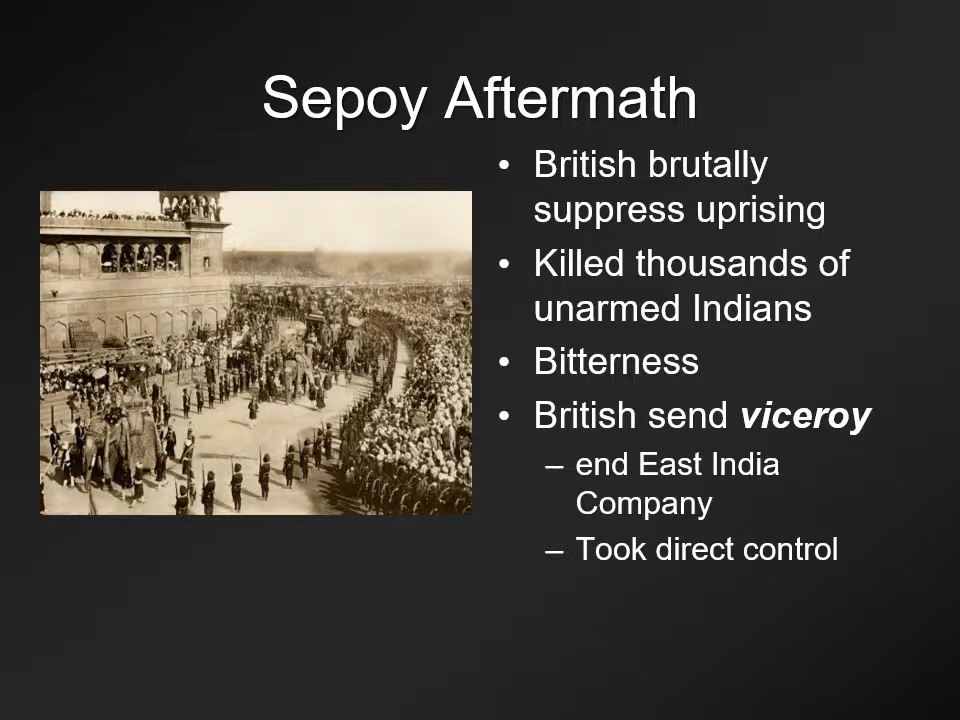 Sepoy Aftermath
• British brutally
suppress uprising
• Killed thousands of
unarmed Indians
• Bitterness
• British send viceroy
– end East India
Company
– Took direct control